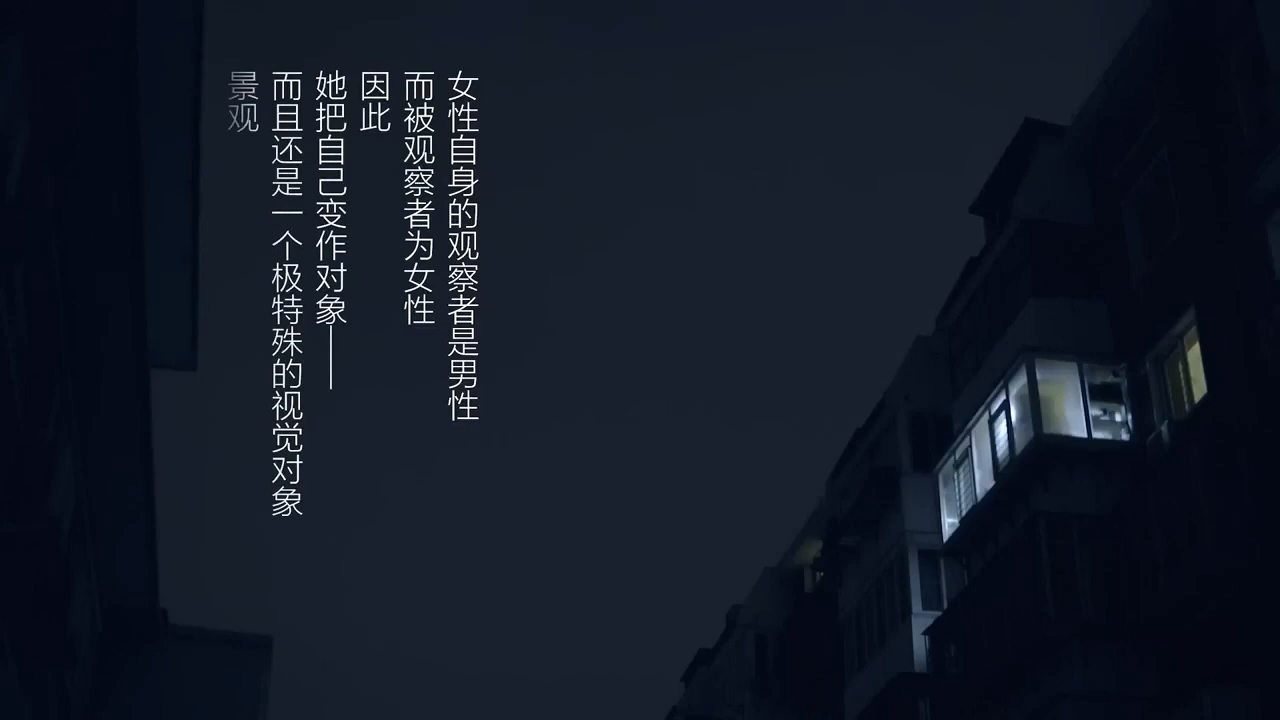 女性自身的观察者是男性
而被观察者为女性
因此
她把自己变作对象——
而且还是一个极特殊的视觉对象
景观